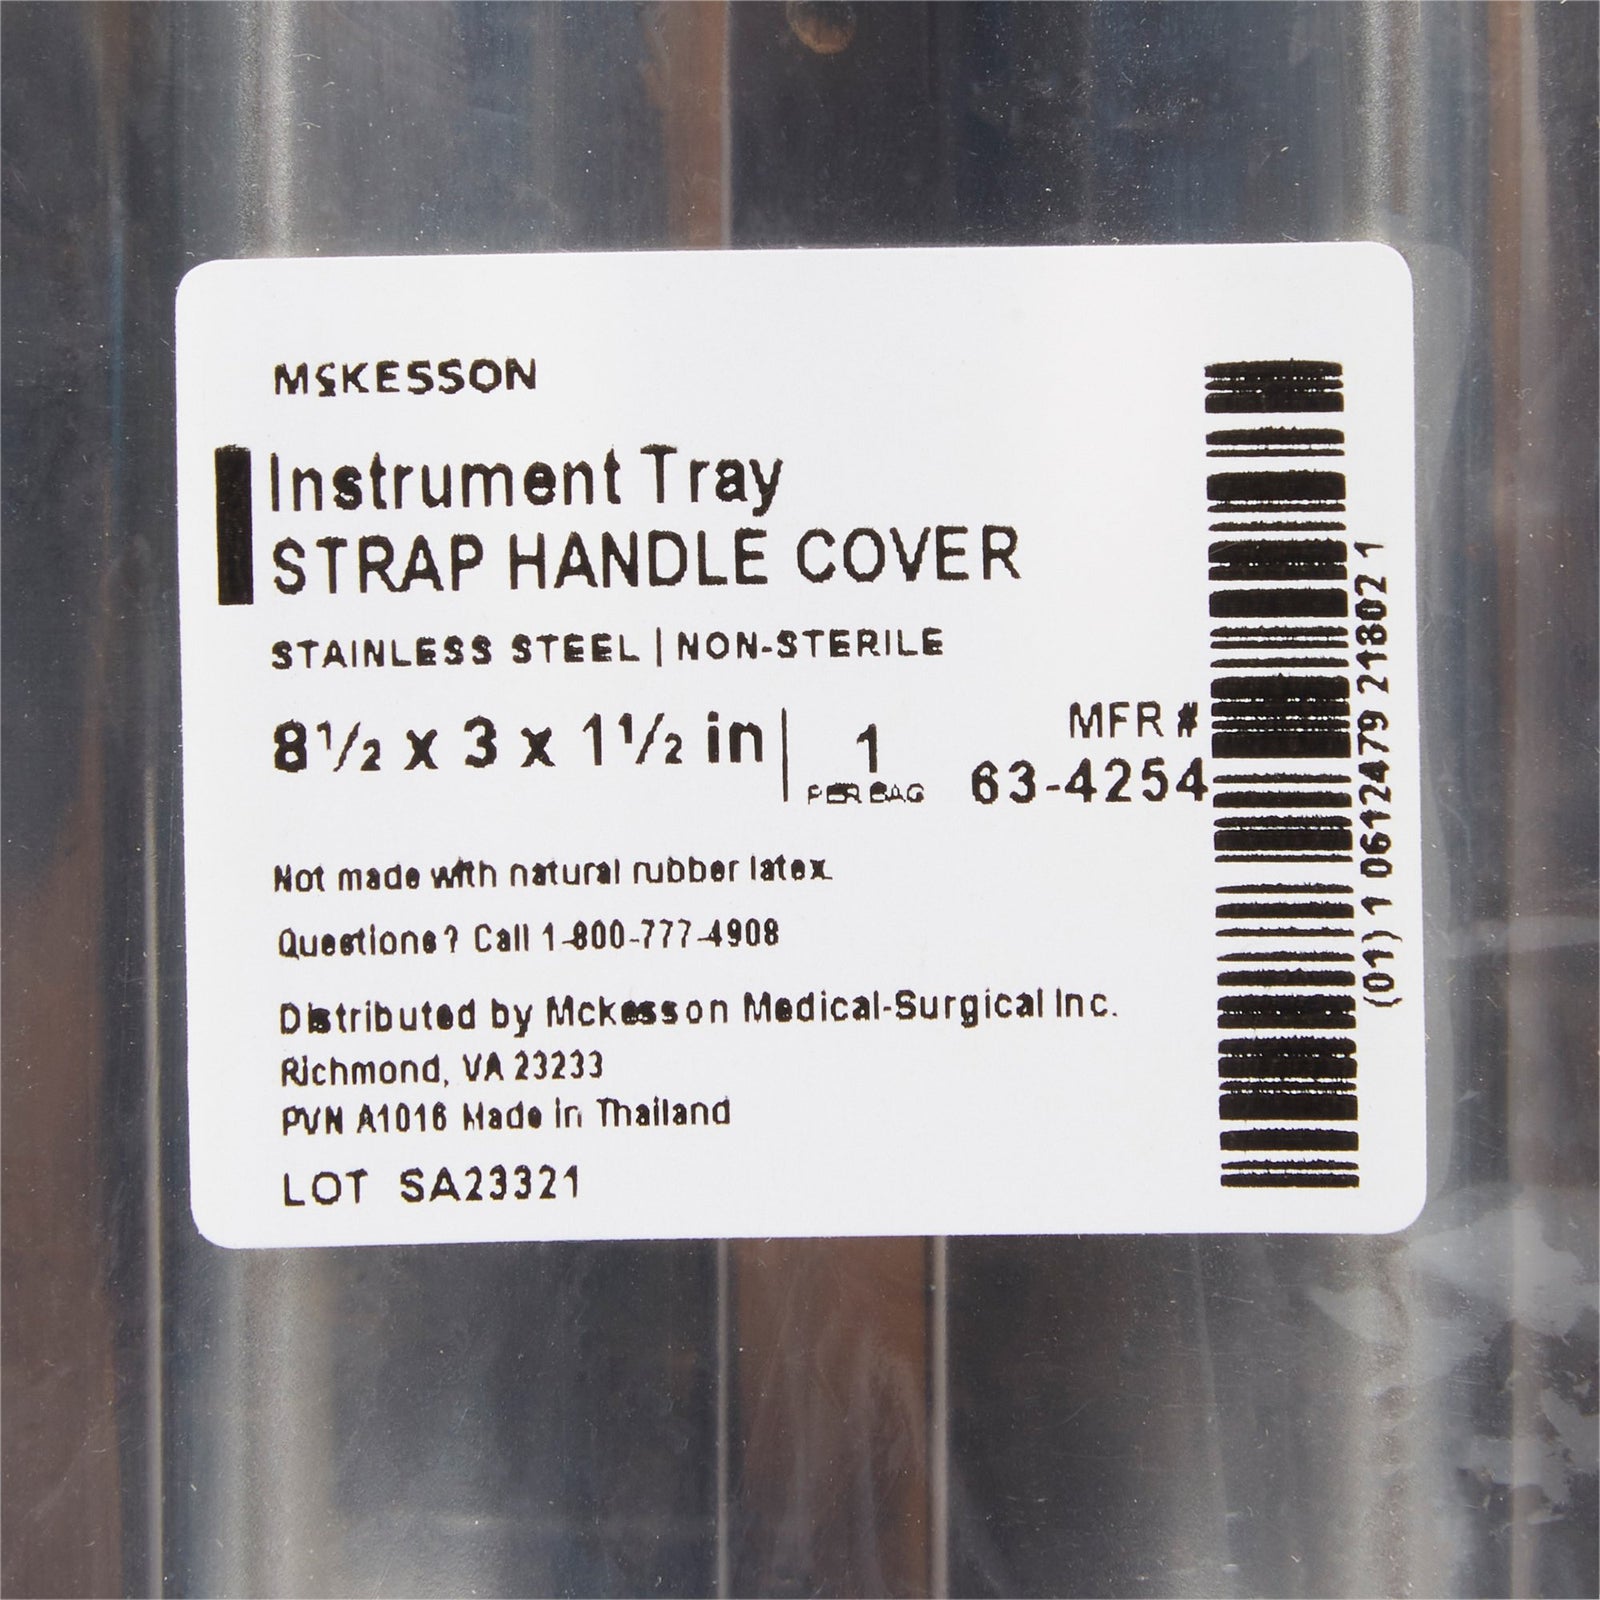 McKESSON
Instrument Tray
STRAP HANDLE COVER
STAINLESS STEEL | NON-STERILE
8½ x 3 x 1½ in | 1 PER BAG
MFR #
63-4254
Not made with natural rubber latex.
Questions? Call 1-800-777-4908
Distributed by Mckesson Medical-Surgical Inc.
Richmond, VA 23233
PVN A1016 Made in Thailand
LOT SA23321
(01) 1 0612479 21802 1